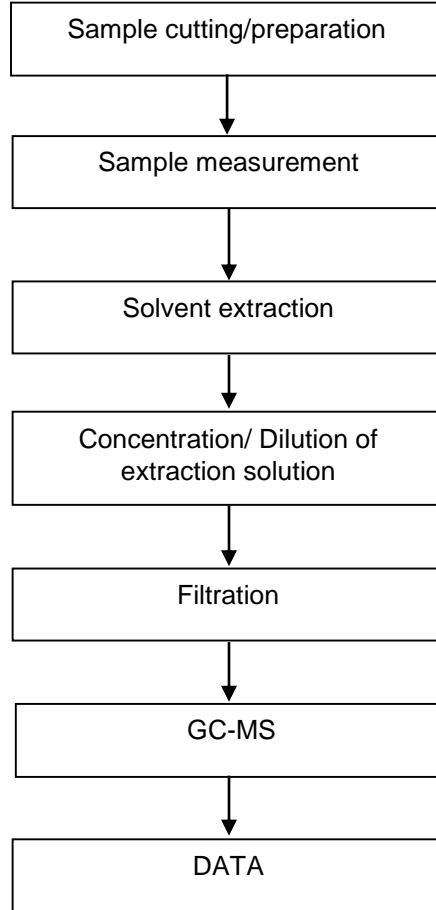 Sample cutting/preparation
Sample measurement
Solvent extraction
Concentration/ Dilution of
extraction solution
Filtration
GC-MS
DATA